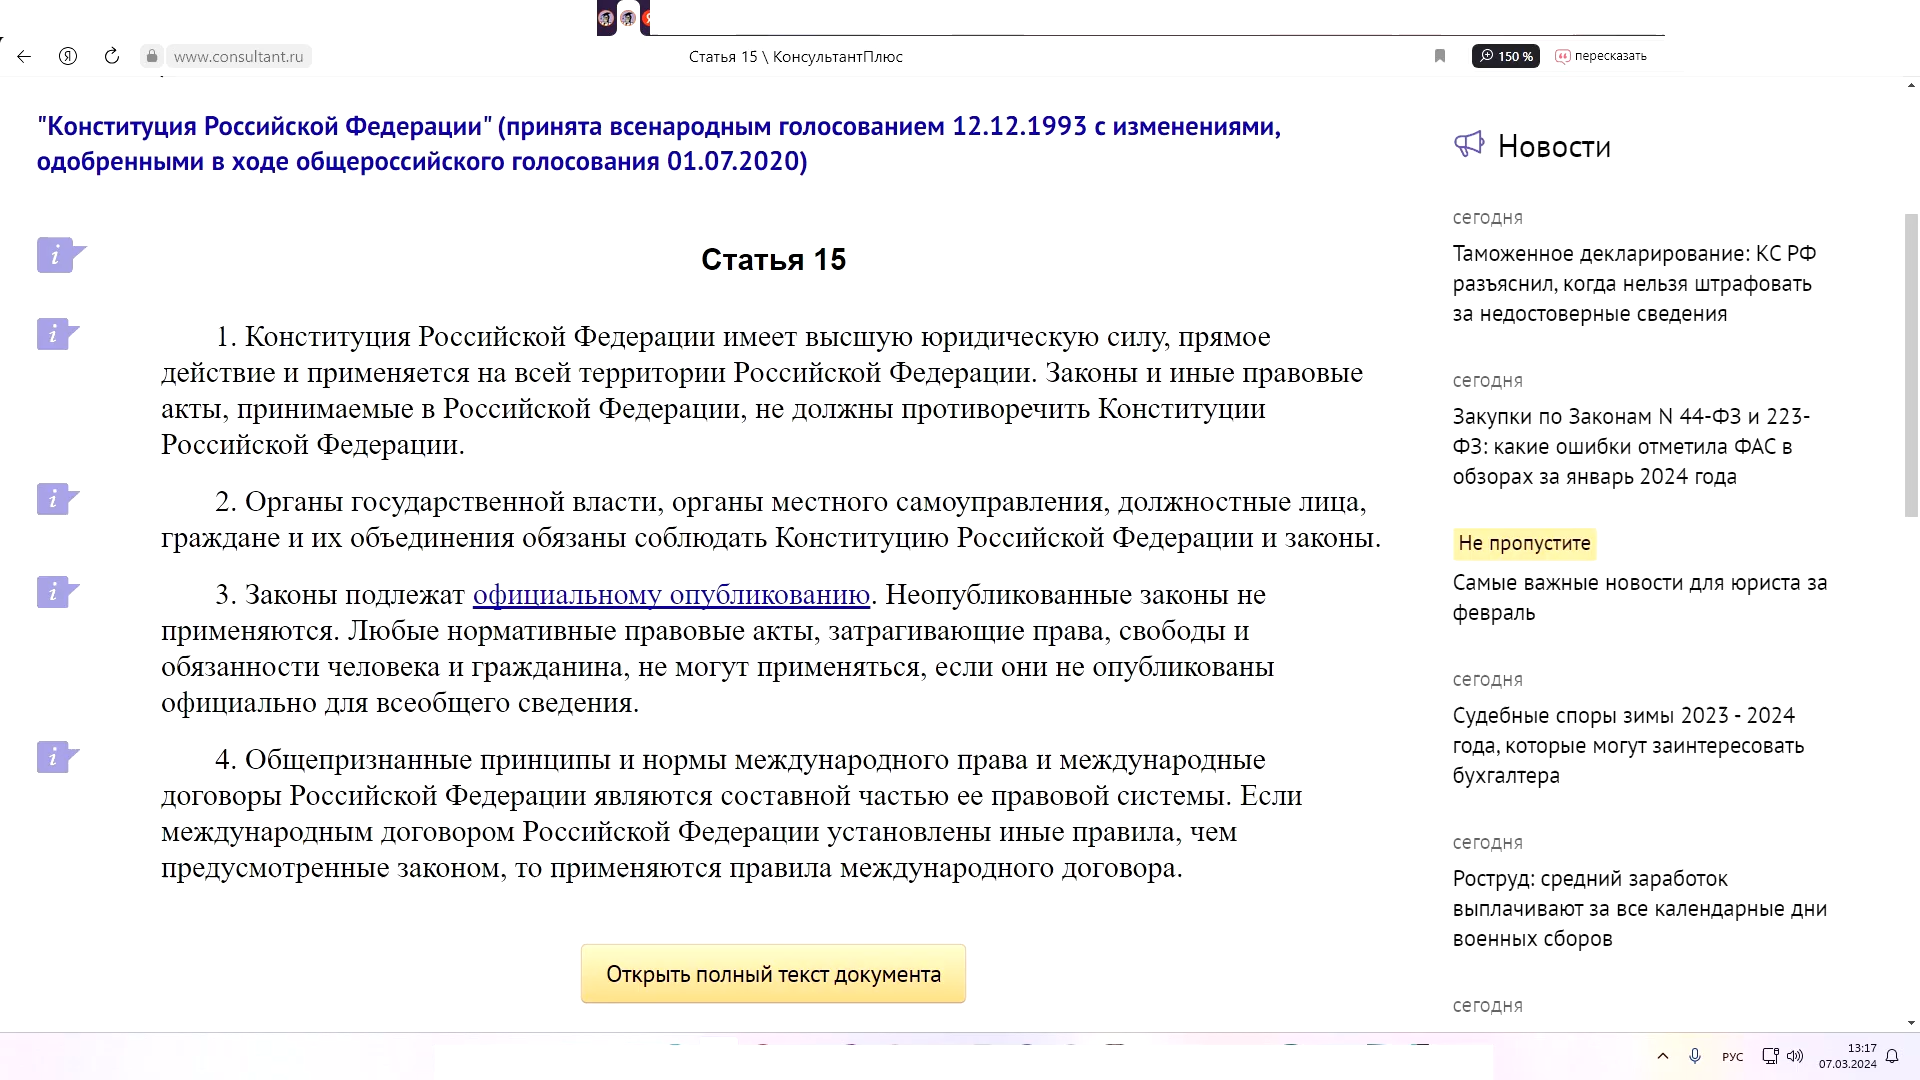 www.consultant.ru
Статья 15 \ КонсультантПлюс
150 %
пересказать
"Конституция Российской Федерации" (принята всенародным голосованием 12.12.1993 с изменениями,
одобренными в ходе общероссийского голосования 01.07.2020)
Статья 15
1. Конституция Российской Федерации имеет высшую юридическую силу, прямое
действие и применяется на всей территории Российской Федерации. Законы и иные правовые
акты, принимаемые в Российской Федерации, не должны противоречить Конституции
Российской Федерации.
2. Органы государственной власти, органы местного самоуправления, должностные лица,
граждане и их объединения обязаны соблюдать Конституцию Российской Федерации и законы.
3. Законы подлежат официальному опубликованию. Неопубликованные законы не
применяются. Любые нормативные правовые акты, затрагивающие права, свободы и
обязанности человека и гражданина, не могут применяться, если они не опубликованы
официально для всеобщего сведения.
4. Общепризнанные принципы и нормы международного права и международные
договоры Российской Федерации являются составной частью ее правовой системы. Если
международным договором Российской Федерации установлены иные правила, чем
предусмотренные законом, то применяются правила международного договора.
Открыть полный текст документа
Новости
сегодня
Таможенное декларирование: КС РФ
разъяснил, когда нельзя штрафовать
за недостоверные сведения
сегодня
Закупки по Законам N 44-ФЗ и 223-
ФЗ: какие ошибки отметила ФАС в
обзорах за январь 2024 года
Не пропустите
Самые важные новости для юриста за
февраль
сегодня
Судебные споры зимы 2023 - 2024
года, которые могут заинтересовать
бухгалтера
сегодня
Роструд: средний заработок
выплачивают за все календарные дни
военных сборов
сегодня
РУС
13:17
07.03.2024